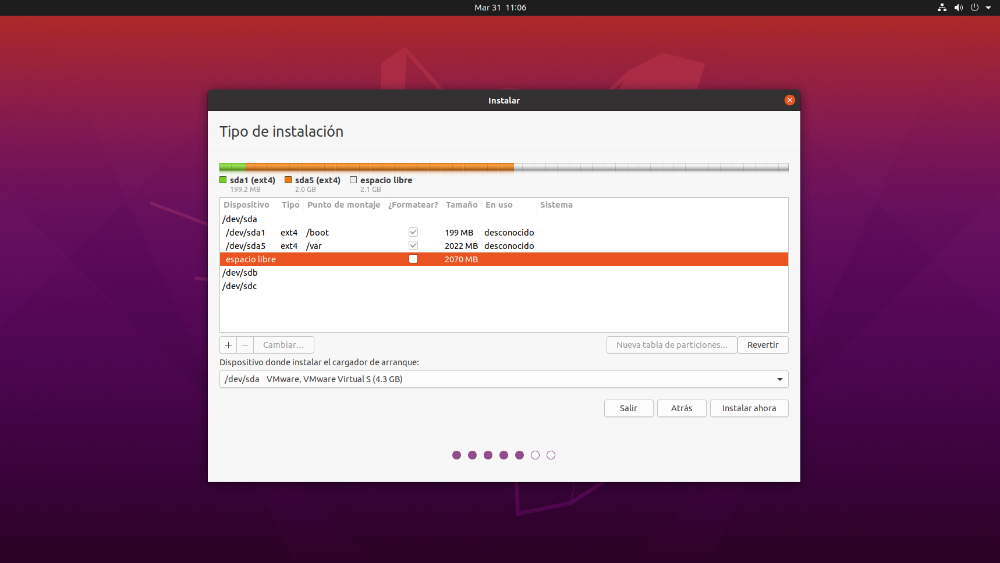 Mar 31 11:06
Instalar
Tipo de instalación
sda1 (ext4) sda5 (ext4) espacio libre
199.2 MB 2.0 GB 2.1 GB
Dispositivo Tipo Punto de montaje ¿Formatear? Tamaño En uso Sistema
/dev/sda
/dev/sda1 ext4 /boot 199 MB desconocido
/dev/sda5 ext4 /var 2022 MB desconocido
espacio libre 2070 MB
/dev/sdb
/dev/sdc
+ − Cambiar... Nueva tabla de particiones... Revertir
Dispositivo donde instalar el cargador de arranque:
/dev/sda VMware, VMware Virtual S (4.3 GB)
Salir Atrás Instalar ahora